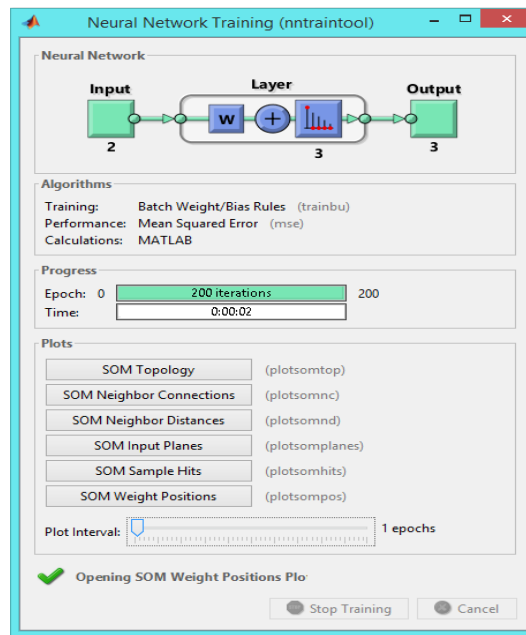 Neural Network Training (nntraintool)
Neural Network
Input
Layer
Output
W
2
3
3
Algorithms
Training: Batch Weight/Bias Rules (trainbu)
Performance: Mean Squared Error (mse)
Calculations: MATLAB
Progress
Epoch: 0 200 iterations 200
Time: 0:00:02
Plots
SOM Topology (plotsomtop)
SOM Neighbor Connections (plotsomnc)
SOM Neighbor Distances (plotsomnd)
SOM Input Planes (plotsomplanes)
SOM Sample Hits (plotsomhits)
SOM Weight Positions (plotsompos)
Plot Interval: 1 epochs
Opening SOM Weight Positions Plo
Stop Training Cancel